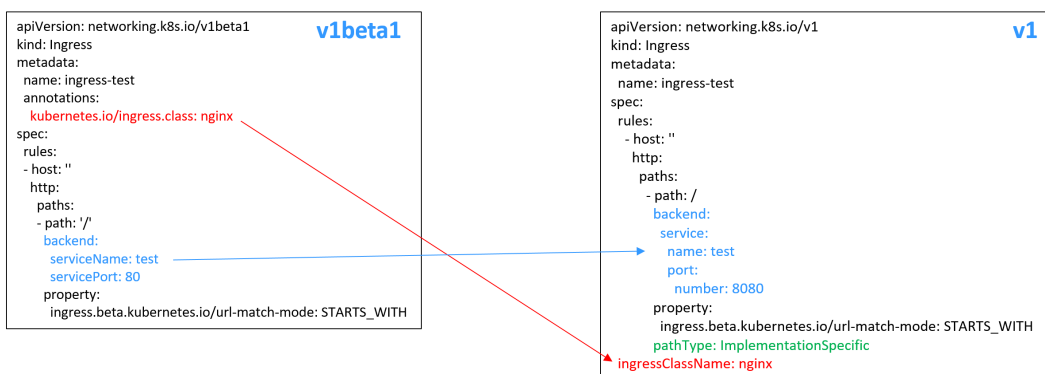 v1beta1
apiVersion: networking.k8s.io/v1beta1
kind: Ingress
metadata:
name: ingress-test
annotations:
kubernetes.io/ingress.class: nginx
spec:
rules:
- host: ''
http:
paths:
- path: '/'
backend:
serviceName: test
servicePort: 80
property:
ingress.beta.kubernetes.io/url-match-mode: STARTS_WITH
v1
apiVersion: networking.k8s.io/v1
kind: Ingress
metadata:
name: ingress-test
spec:
rules:
- host: ''
http:
paths:
- path: /
backend:
service:
name: test
port:
number: 8080
property:
ingress.beta.kubernetes.io/url-match-mode: STARTS_WITH
pathType: ImplementationSpecific
ingressClassName: nginx